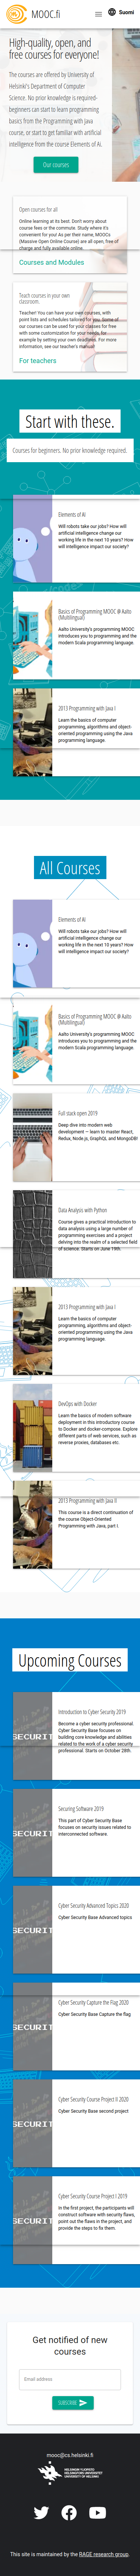 MOOC.fi
Suomi
High-quality, open, and
free courses for everyone!
The courses are offered by University of
Helsinki's Department of Computer
Science. No prior knowledge is required-
beginners can start to learn programming
basics from the Programming with Java
course, or start to get familiar with artificial
intelligence from the course Elements of AI.
Our courses
Open courses for all
Online learning at its best. Don't worry about
course fees or the commute. Study when it's
convenient for you! As per their name, MOOCs
(Massive Open Online Course) are all open, free of
charge and fully available online.
Courses and Modules
Teach courses in your own
classroom.
Teacher! You can have your own courses, with
point lists and schedules tailored for you. Some of
our courses can be used in your own classes free
with some customization for your needs, for
example by setting your own deadlines. For more
information, see our teachers' manual!
For teachers
Start with these.
Courses for beginners. No prior knowledge required.
Elements of AI
Will robots take our jobs? How will
artificial intelligence change our
working life in the next 10 years? How
will intelligence impact our society?
Basics of Programming MOOC @ Aalto
(Multilingual)
Aalto University's programming MOOC
introduces you to programming and the
modern Scala programming language.
2013 Programming with Java I
Learn the basics of computer
programming, algorithms and object-
oriented programming using the Java
programming language.
All Courses
Elements of AI
Will robots take our jobs? How will
artificial intelligence change our
working life in the next 10 years? How
will intelligence impact our society?
Basics of Programming MOOC @ Aalto
(Multilingual)
Aalto University's programming MOOC
introduces you to programming and the
modern Scala programming language.
Full stack open 2019
Deep dive into modern web
development — learn to master React,
Redux, Node.js, GraphQL and MongoDB!
Data Analysis with Python
Course gives a practical introduction to
data analysis using a large number of
programming exercises and a project
delving into the realm of a selected field
of science. Starts on June 19th.
2013 Programming with Java I
Learn the basics of computer
programming, algorithms and object-
oriented programming using the Java
programming language.
DevOps with Docker
Learn the basics of modern software
deployment in this introductory course
to Docker and docker-compose. Explore
different parts of web service, such as
reverse proxies, databases etc.
2013 Programming with Java II
This course is a direct continuation of
the course Object-Oriented
Programming with Java, part I.
Upcoming Courses
SECURIT
Introduction to Cyber Security 2019
Become a cyber security professional.
Cyber Security Base focuses on
building core knowledge and abilities
related to the work of a cyber security
professional. Starts on October 28th.
SECURIT
Securing Software 2019
This part of Cyber Security Base
focuses on security issues related to
interconnected software.
SECURIT
Cyber Security Advanced Topics 2020
Cyber Security Base Advanced topics
SECURIT
Cyber Security Capture the Flag 2020
Cyber Security Base Capture the flag
SECURIT
Cyber Security Course Project II 2020
Cyber Security Base second project
SECURIT
Cyber Security Course Project I 2019
In the first project, the participants will
construct software with security flaws,
point out the flaws in the project, and
provide the steps to fix them.
Get notified of new
courses
Email address
SUBSCRIBE
mooc@cs.helsinki.fi
HELSINGIN YLIOPISTO
HELSINGFORS UNIVERSITET
UNIVERSITY OF HELSINKI
This site is maintained by the RAGE research group.